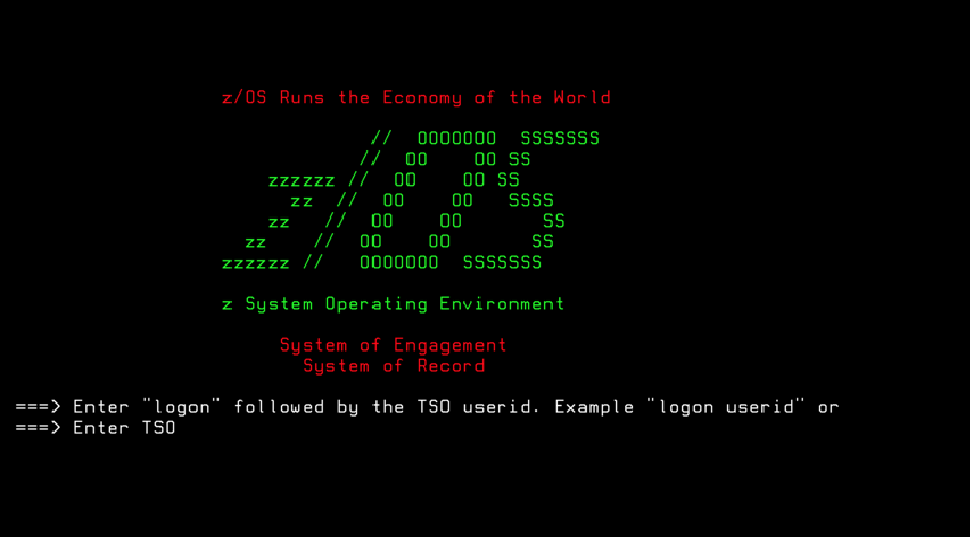 z/OS Runs the Economy of the World
             //  OOOOOOO  SSSSSSS
            //  OO    OO SS
    zzzzzz //  OO    OO SS
      zz  //  OO    OO   SSSS
    zz   //  OO    OO       SS
  zz    //  OO    OO       SS
zzzzzz //   OOOOOOO  SSSSSSS
z System Operating Environment
System of Engagement
System of Record
===> Enter "logon" followed by the TSO userid. Example "logon userid" or
===> Enter TSO